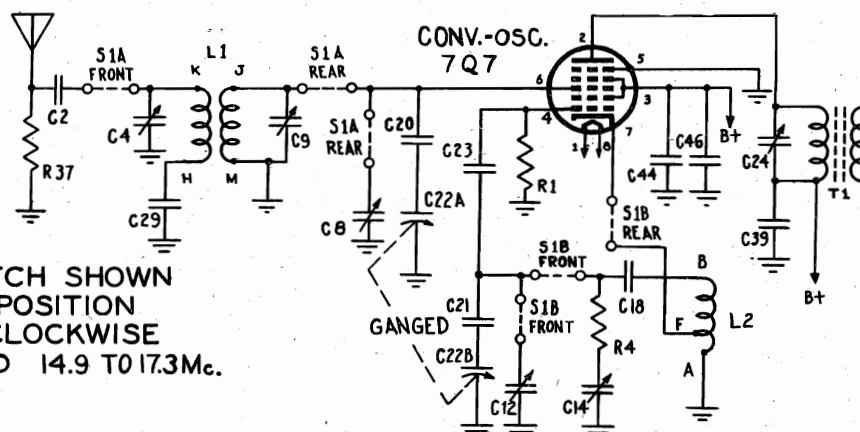 CONV.-OSC.
7Q7
S1A
FRONT
L1
K
J
S1A
REAR
C2
C4
C9
R37
H
M
C29
S1A
REAR
C20
C8
C22A
2
5
6
3
4
7
1
8
C23
R1
C44
C46
B+
C24
T1
C39
B+
S1B
REAR
S1B
FRONT
S1B
FRONT
C18
B
F
L2
A
GANGED
C21
C22B
C12
R4
C14
TCH SHOWN
POSITION
CLOCKWISE
14.9 TO 17.3Mc.